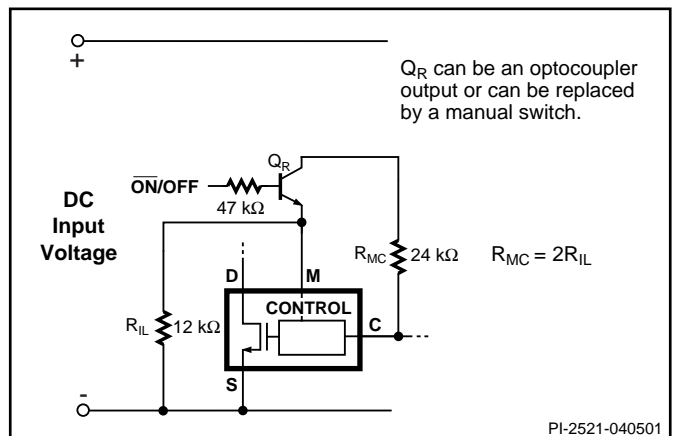 +
Q_R can be an optocoupler
output or can be replaced
by a manual switch.
Q_R
O̅N̅/OFF
47 kΩ
DC
Input
Voltage
R_MC 24 kΩ R_MC = 2R_IL
D M
CONTROL
C
R_IL 12 kΩ
S
-
PI-2521-040501